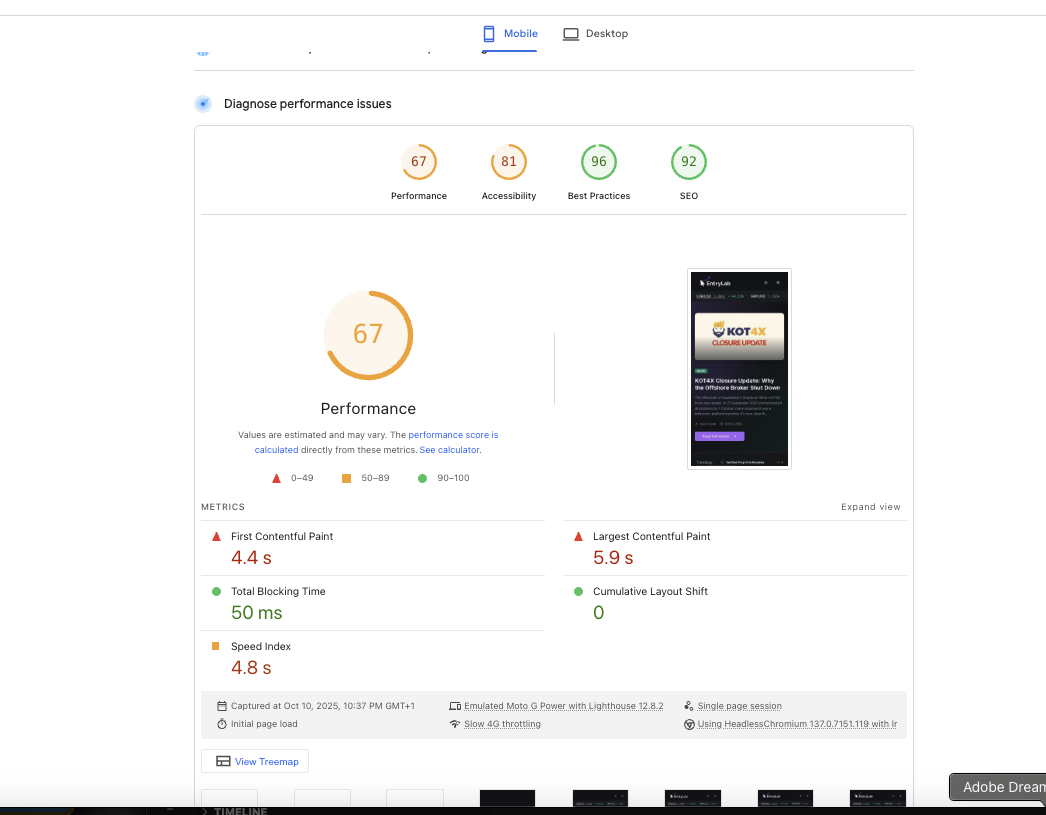 Mobile
Desktop
Diagnose performance issues
67
81
96
92
Performance
Accessibility
Best Practices
SEO
67
Performance
Values are estimated and may vary. The performance score is
calculated directly from these metrics. See calculator.
0–49
50–89
90–100
EntryLab
KOT4X
CLOSURE UPDATE
KOT4X Closure Update: Why
the Offshore Broker Shut Down
METRICS
Expand view
First Contentful Paint
4.4 s
Largest Contentful Paint
5.9 s
Total Blocking Time
50 ms
Cumulative Layout Shift
0
Speed Index
4.8 s
Captured at Oct 10, 2025, 10:37 PM GMT+1
Emulated Moto G Power with Lighthouse 12.8.2
Single page session
Initial page load
Slow 4G throttling
Using HeadlessChromium 137.0.7151.119 with lr
View Treemap
Adobe Dream
TIMELINE